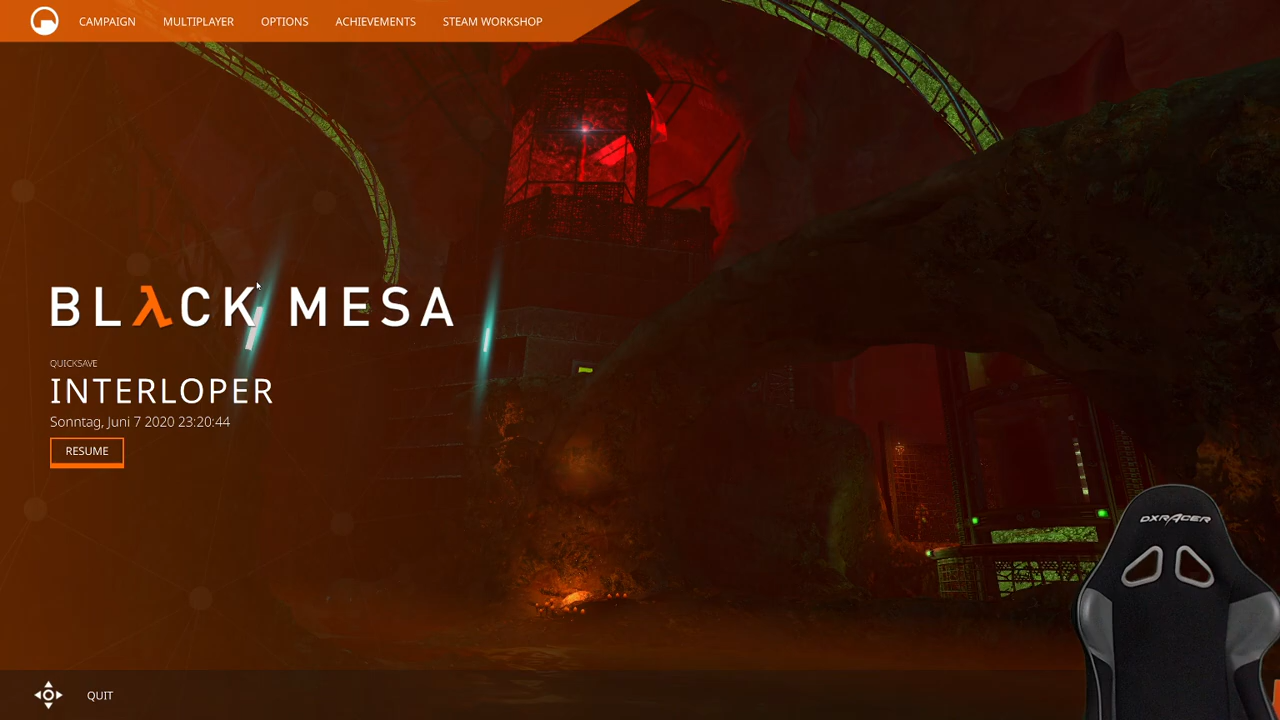 CAMPAIGN MULTIPLAYER OPTIONS ACHIEVEMENTS STEAM WORKSHOP
BLλCK MESA
QUICKSAVE
INTERLOPER
Sonntag, Juni 7 2020 23:20:44
RESUME
DXRACER
QUIT